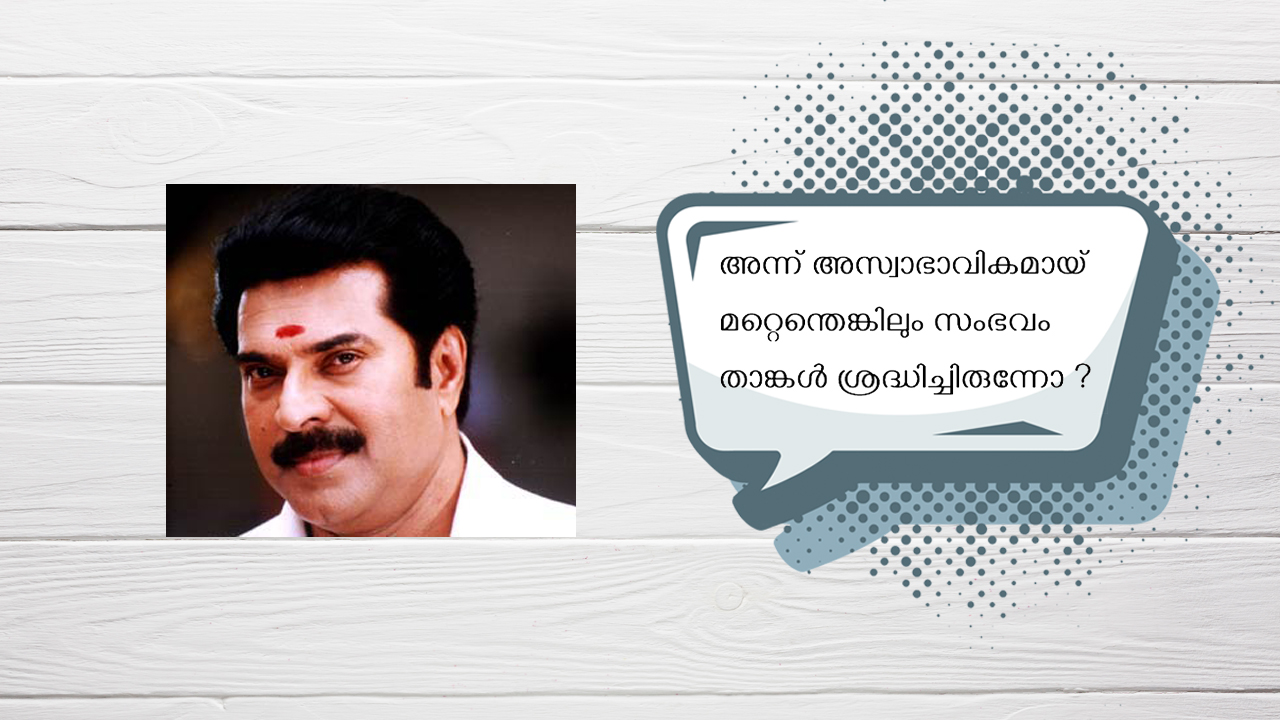 അന്ന് അസ്വാഭാവികമായ്
മറ്റെന്തെങ്കിലും സംഭവം
താങ്കൾ ശ്രദ്ധിച്ചിരുന്നോ ?